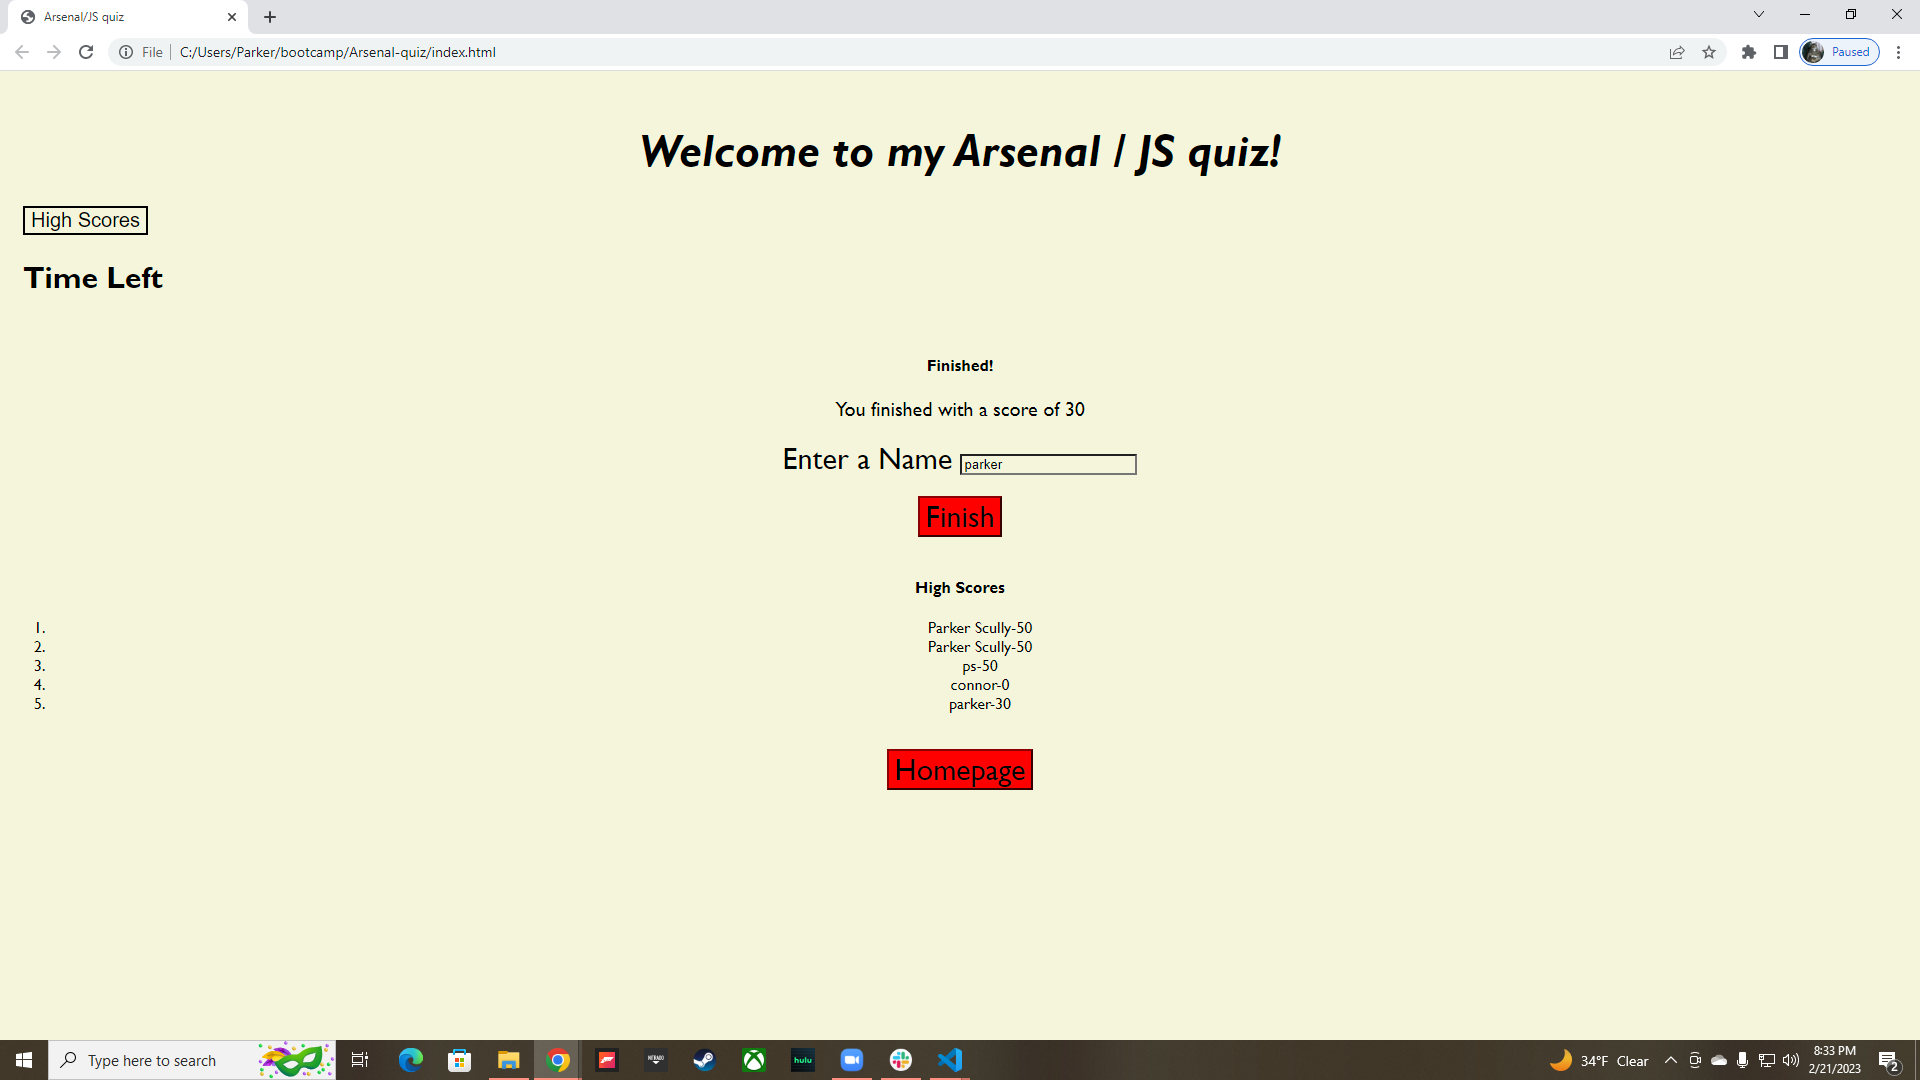 Arsenal/JS quiz
File C:/Users/Parker/bootcamp/Arsenal-quiz/index.html
Paused
Welcome to my Arsenal / JS quiz!
High Scores
Time Left
Finished!
You finished with a score of 30
Enter a Name parker
Finish
High Scores
1. Parker Scully-50
2. Parker Scully-50
3. ps-50
4. connor-0
5. parker-30
Homepage
Type here to search
NITRADO
hulu
34°F Clear
8:33 PM
2/21/2023
2